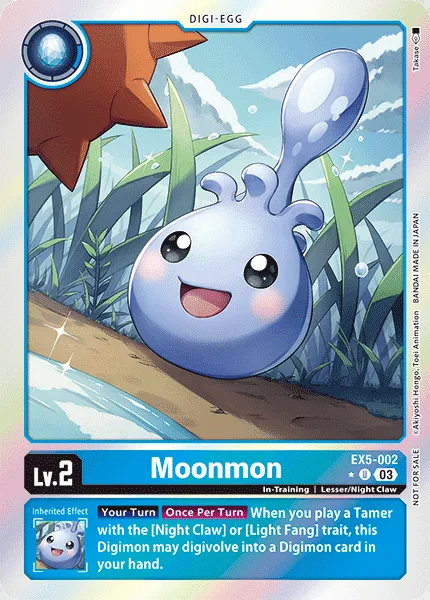 DIGI-EGG
Takase
©Akiyoshi Hongo, Toei Animation BANDAI MADE IN JAPAN
NOT FOR SALE
Lv.2
Moonmon
EX5-002
U 03
In-Training | Lesser/Night Claw
Inherited Effect
Your Turn Once Per Turn When you play a Tamer
with the [Night Claw] or [Light Fang] trait, this
Digimon may digivolve into a Digimon card in
your hand.